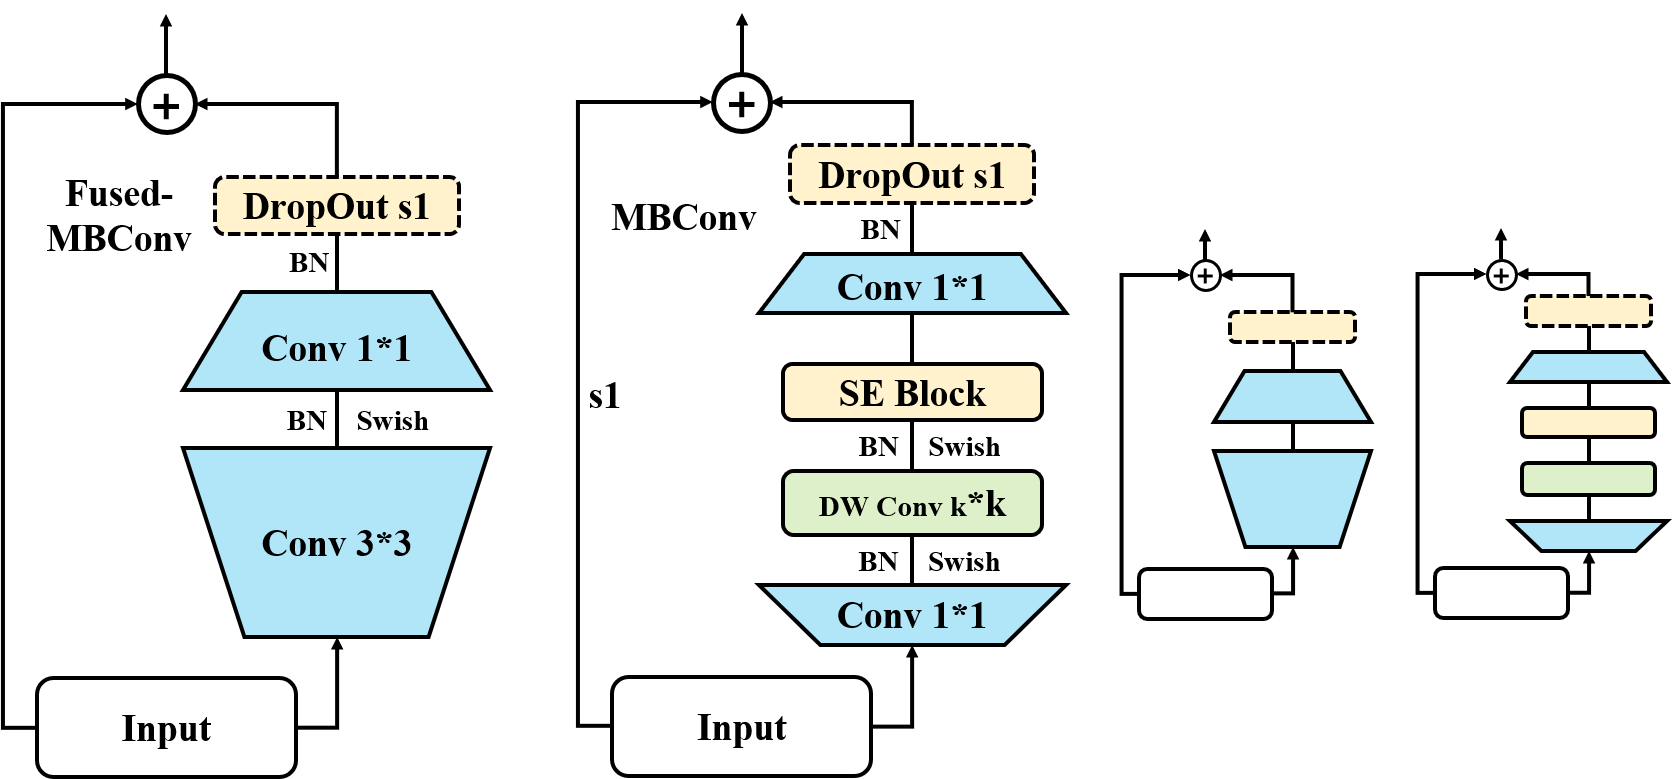 +
Fused-
MBConv
DropOut s1
BN
Conv 1*1
BN Swish
Conv 3*3
Input
+
MBConv
DropOut s1
BN
Conv 1*1
s1
SE Block
BN Swish
DW Conv k*k
BN Swish
Conv 1*1
Input
+
+